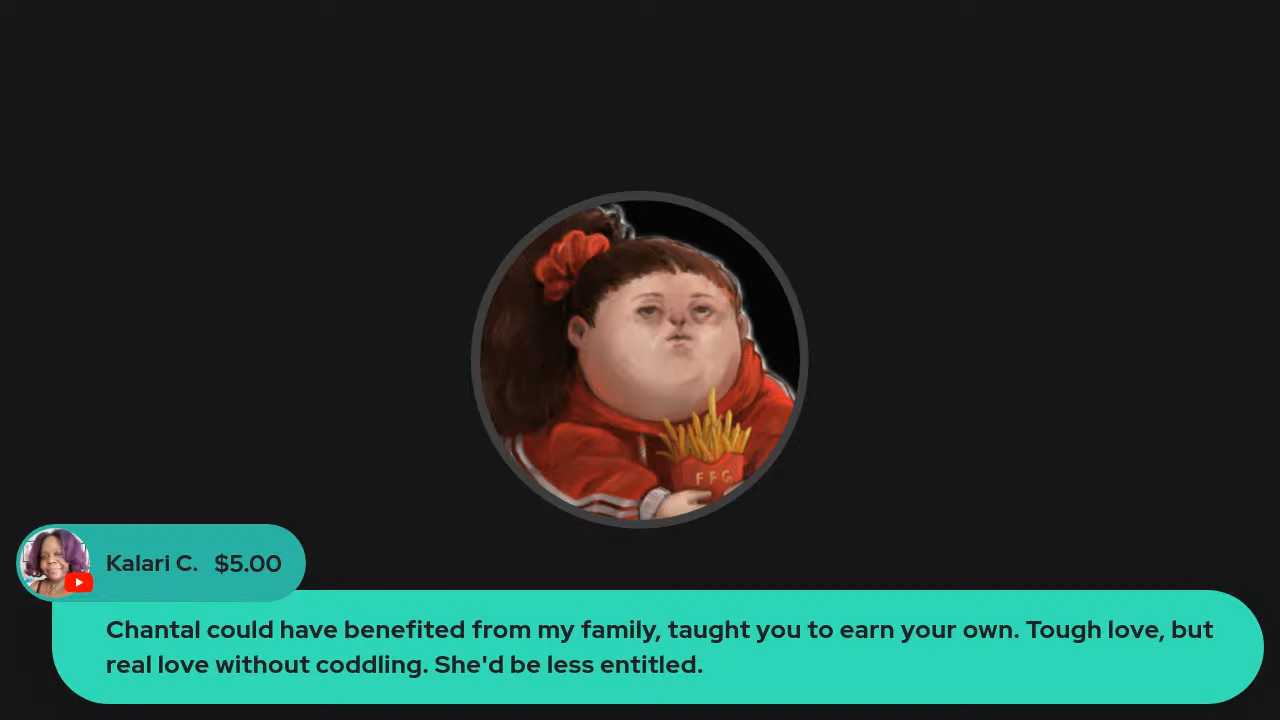 FFG
Kalari C. $5.00
Chantal could have benefited from my family, taught you to earn your own. Tough love, but
real love without coddling. She'd be less entitled.